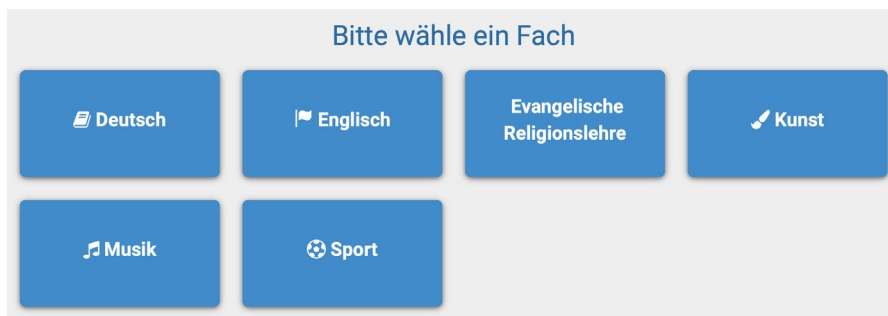 Bitte wähle ein Fach
Deutsch
Englisch
Evangelische
Religionslehre
Kunst
Musik
Sport